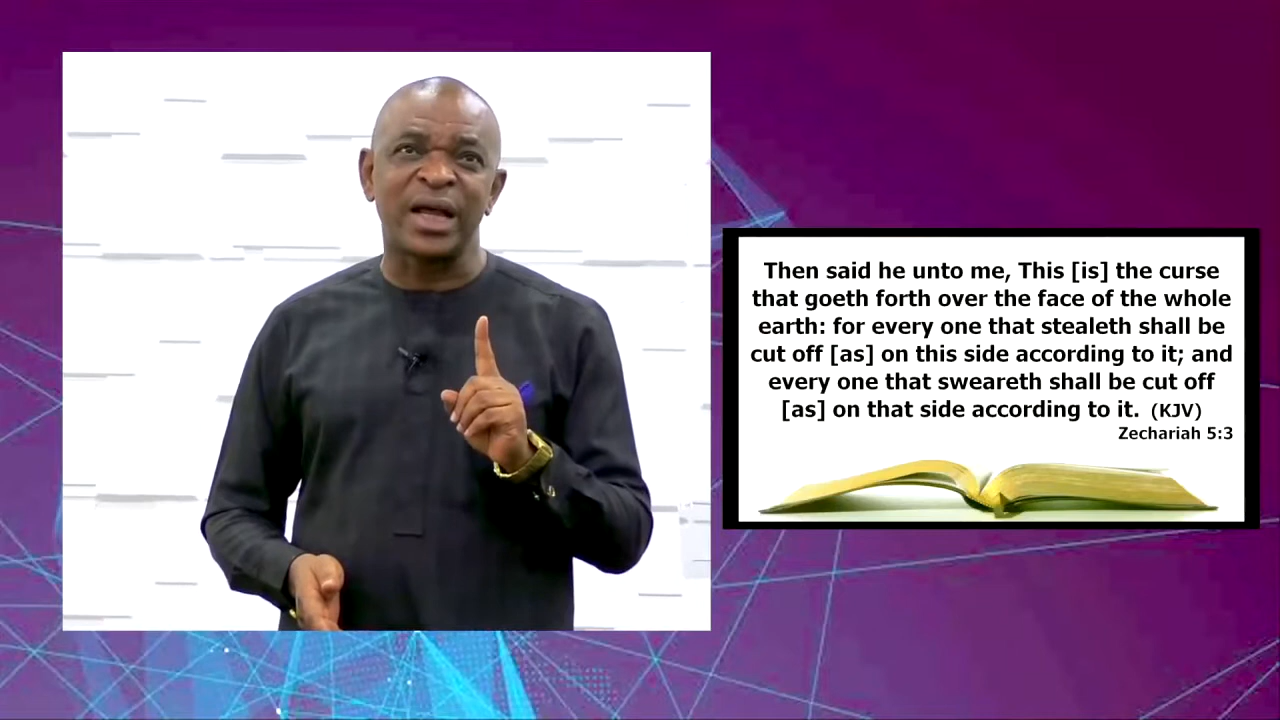 Then said he unto me, This [is] the curse
that goeth forth over the face of the whole
earth: for every one that stealeth shall be
cut off [as] on this side according to it; and
every one that sweareth shall be cut off
[as] on that side according to it. (KJV)
Zechariah 5:3